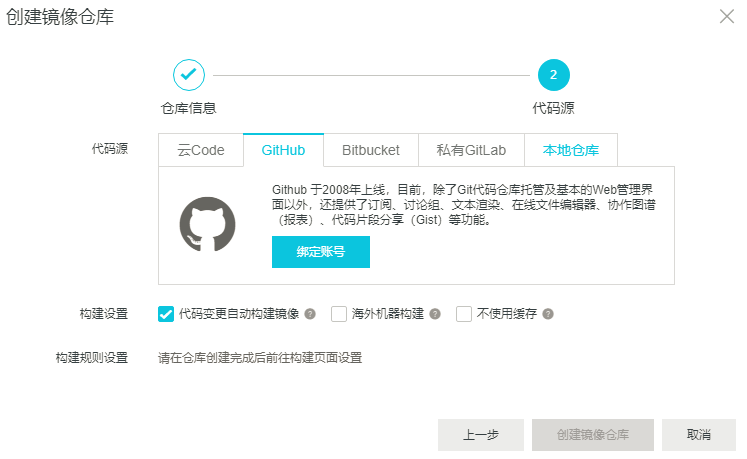 创建镜像仓库
2
仓库信息
代码源
代码源
云Code
GitHub
Bitbucket
私有GitLab
本地仓库
Github 于2008年上线，目前，除了Git代码仓库托管及基本的Web管理界
面以外，还提供了订阅、讨论组、文本渲染、在线文件编辑器、协作图谱
（报表）、代码片段分享（Gist）等功能。
绑定账号
构建设置
代码变更自动构建镜像 ?
海外机器构建 ?
不使用缓存 ?
构建规则设置
请在仓库创建完成后前往构建页面设置
上一步
创建镜像仓库
取消